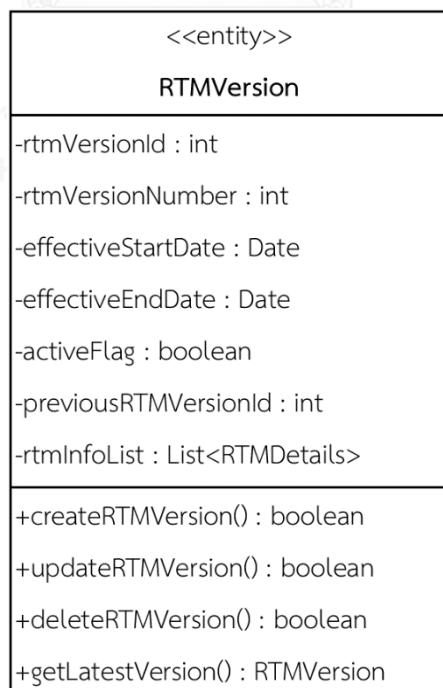 <<entity>>
RTMVersion
-rtmVersionId : int
-rtmVersionNumber : int
-effectiveStartDate : Date
-effectiveEndDate : Date
-activeFlag : boolean
-previousRTMVersionId : int
-rtmInfoList : List<RTMDetails>
+createRTMVersion() : boolean
+updateRTMVersion() : boolean
+deleteRTMVersion() : boolean
+getLatestVersion() : RTMVersion